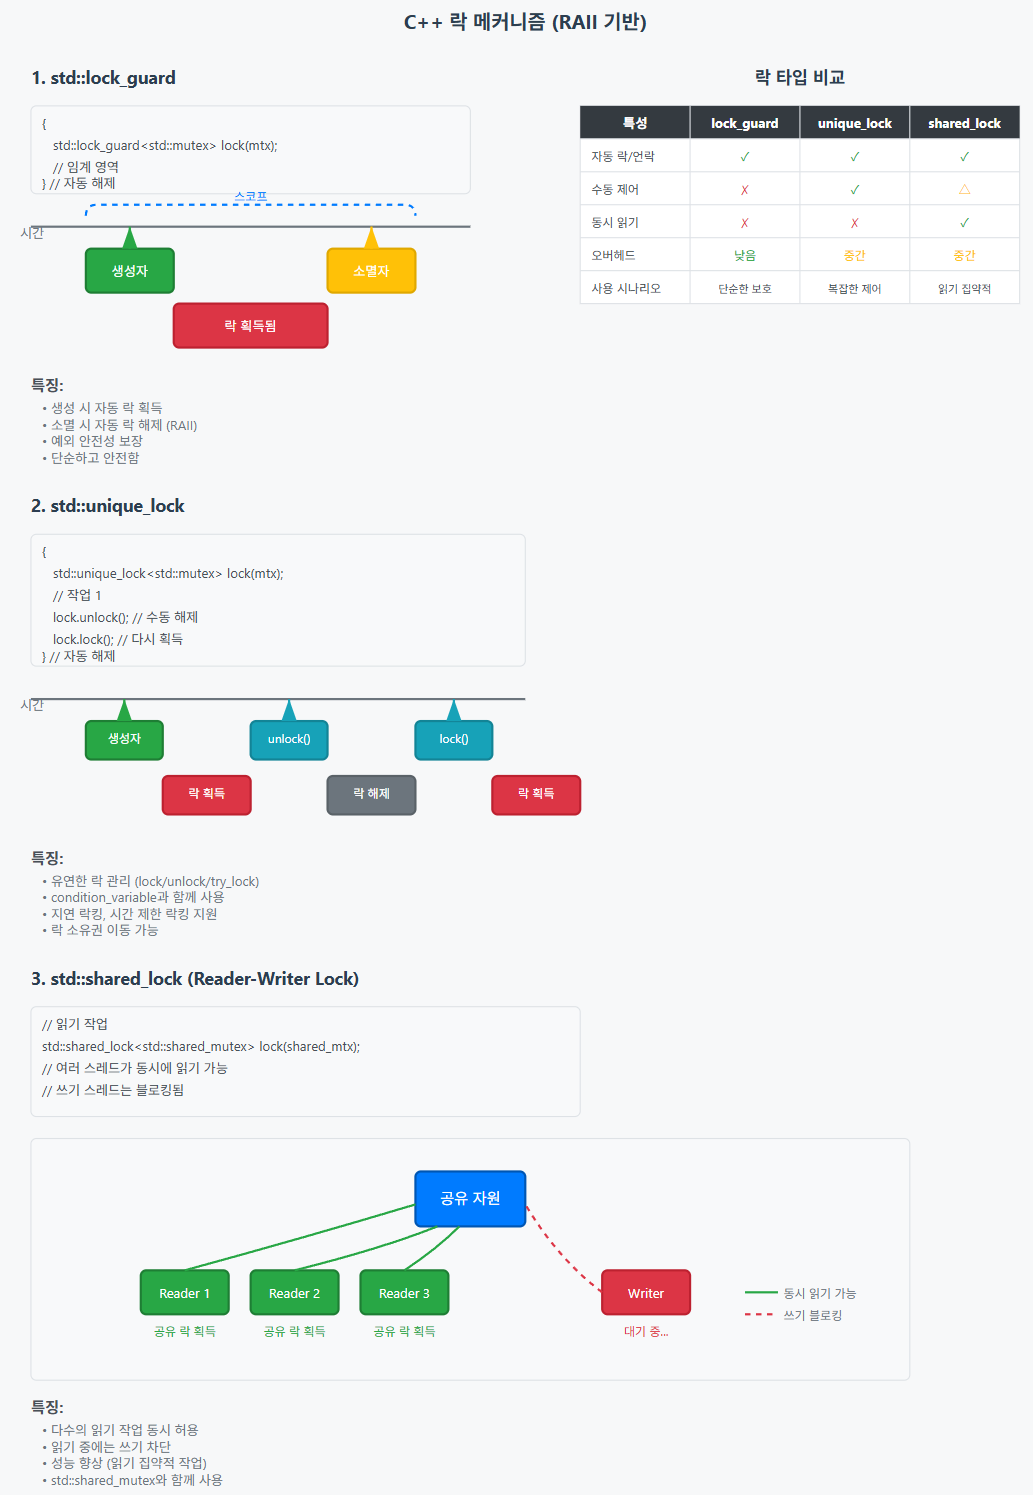 C++ 락 메커니즘 (RAII 기반)
1. std::lock_guard
{
std::lock_guard<std::mutex> lock(mtx);
// 임계 영역
} // 자동 해제
스코프
시간
생성자
소멸자
락 획득됨
특징:
• 생성 시 자동 락 획득
• 소멸 시 자동 락 해제 (RAII)
• 예외 안전성 보장
• 단순하고 안전함
락 타입 비교
특성 lock_guard unique_lock shared_lock
자동 락/언락 ✓ ✓ ✓
수동 제어 ✗ ✓ △
동시 읽기 ✗ ✗ ✓
오버헤드 낮음 중간 중간
사용 시나리오 단순한 보호 복잡한 제어 읽기 집약적
2. std::unique_lock
{
std::unique_lock<std::mutex> lock(mtx);
// 작업 1
lock.unlock(); // 수동 해제
lock.lock(); // 다시 획득
} // 자동 해제
시간
생성자 unlock() lock()
락 획득 락 해제 락 획득
특징:
• 유연한 락 관리 (lock/unlock/try_lock)
• condition_variable과 함께 사용
• 지연 락킹, 시간 제한 락킹 지원
• 락 소유권 이동 가능
3. std::shared_lock (Reader-Writer Lock)
// 읽기 작업
std::shared_lock<std::shared_mutex> lock(shared_mtx);
// 여러 스레드가 동시에 읽기 가능
// 쓰기 스레드는 블로킹됨
공유 자원
Reader 1 Reader 2 Reader 3 Writer
공유 락 획득 공유 락 획득 공유 락 획득 대기 중...
동시 읽기 가능
쓰기 블로킹
특징:
• 다수의 읽기 작업 동시 허용
• 읽기 중에는 쓰기 차단
• 성능 향상 (읽기 집약적 작업)
• std::shared_mutex와 함께 사용